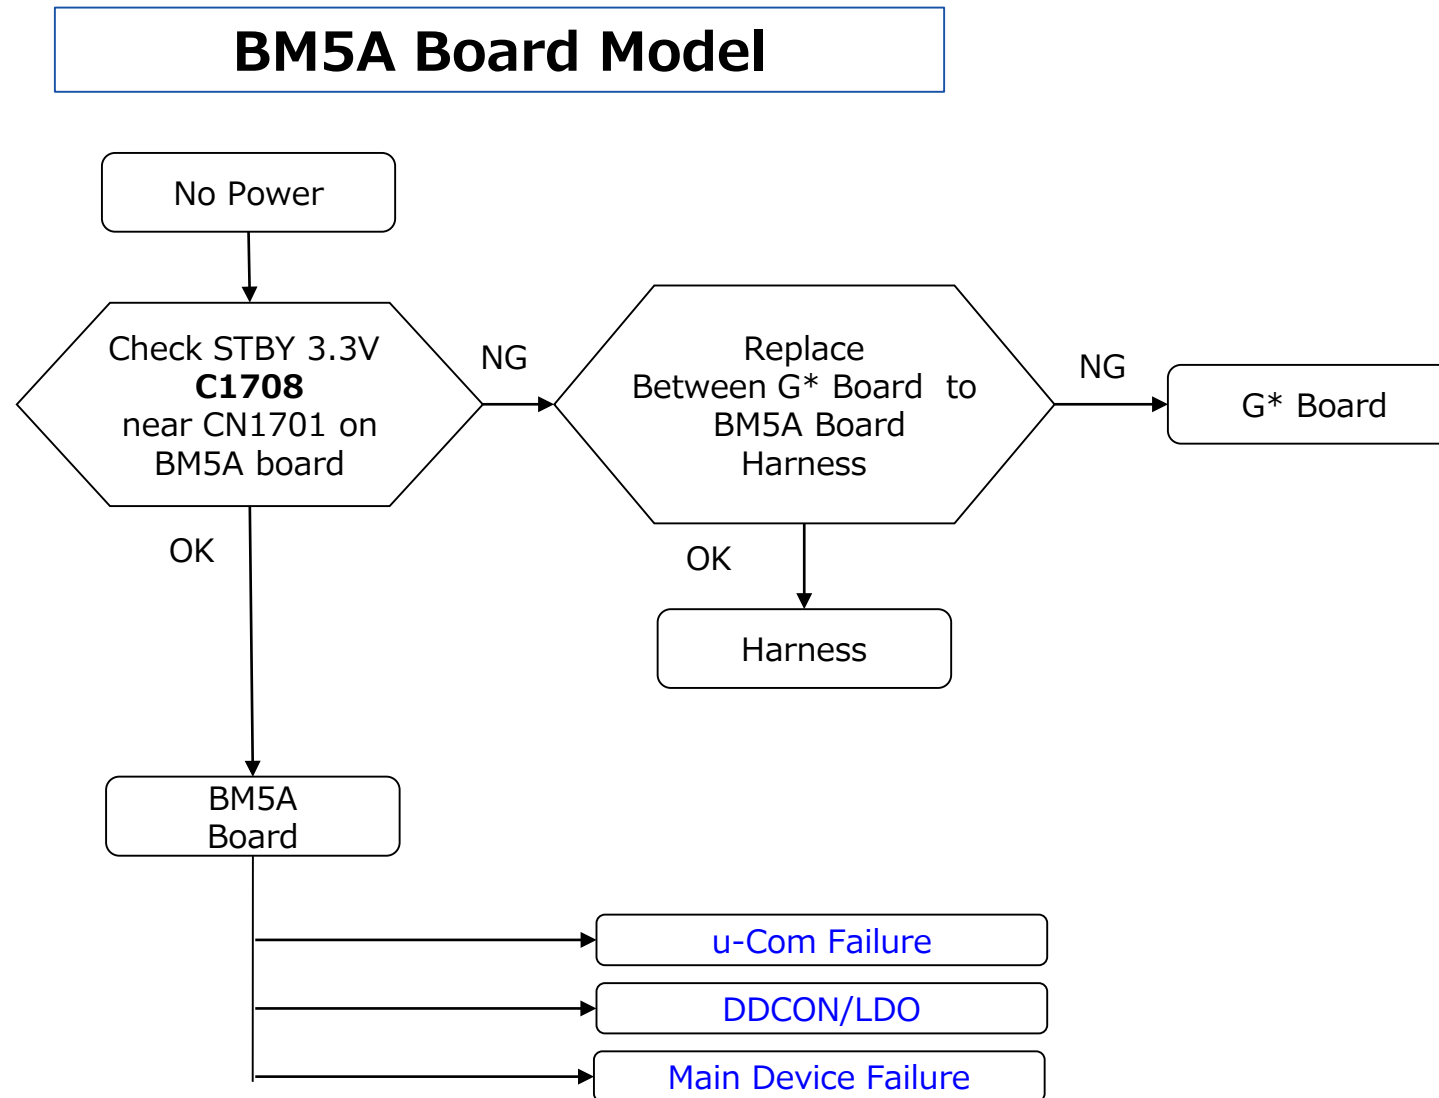 BM5A Board Model
No Power
Check STBY 3.3V
C1708
near CN1701 on
BM5A board
NG
Replace
Between G* Board  to
BM5A Board
Harness
NG
G* Board
OK
OK
Harness
BM5A
Board
u-Com Failure
DDCON/LDO
Main Device Failure